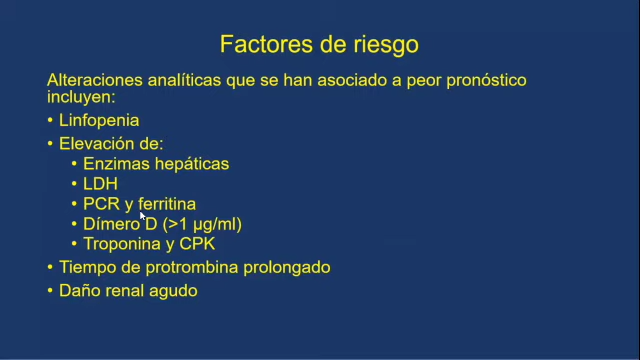 Factores de riesgo
Alteraciones analíticas que se han asociado a peor pronóstico
incluyen:
• Linfopenia
• Elevación de:
• Enzimas hepáticas
• LDH
• PCR y ferritina
• Dímero D (>1 µg/ml)
• Troponina y CPK
• Tiempo de protrombina prolongado
• Daño renal agudo